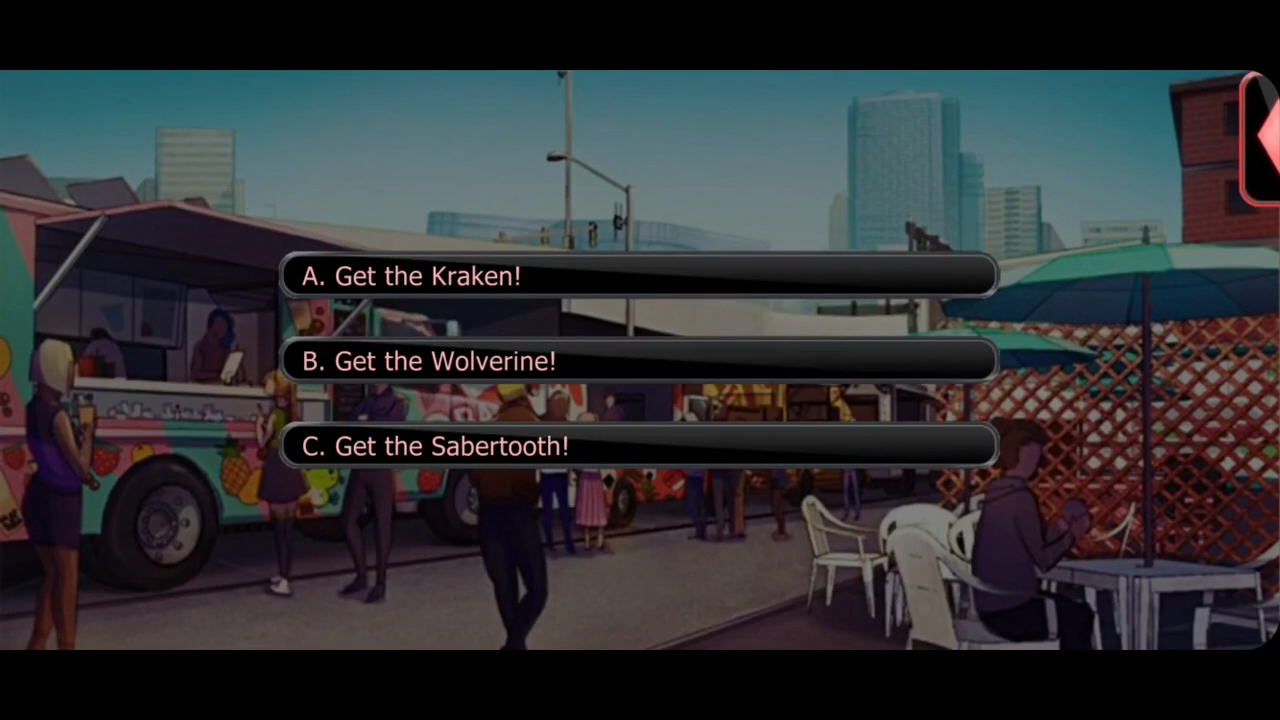 A. Get the Kraken!
B. Get the Wolverine!
C. Get the Sabertooth!